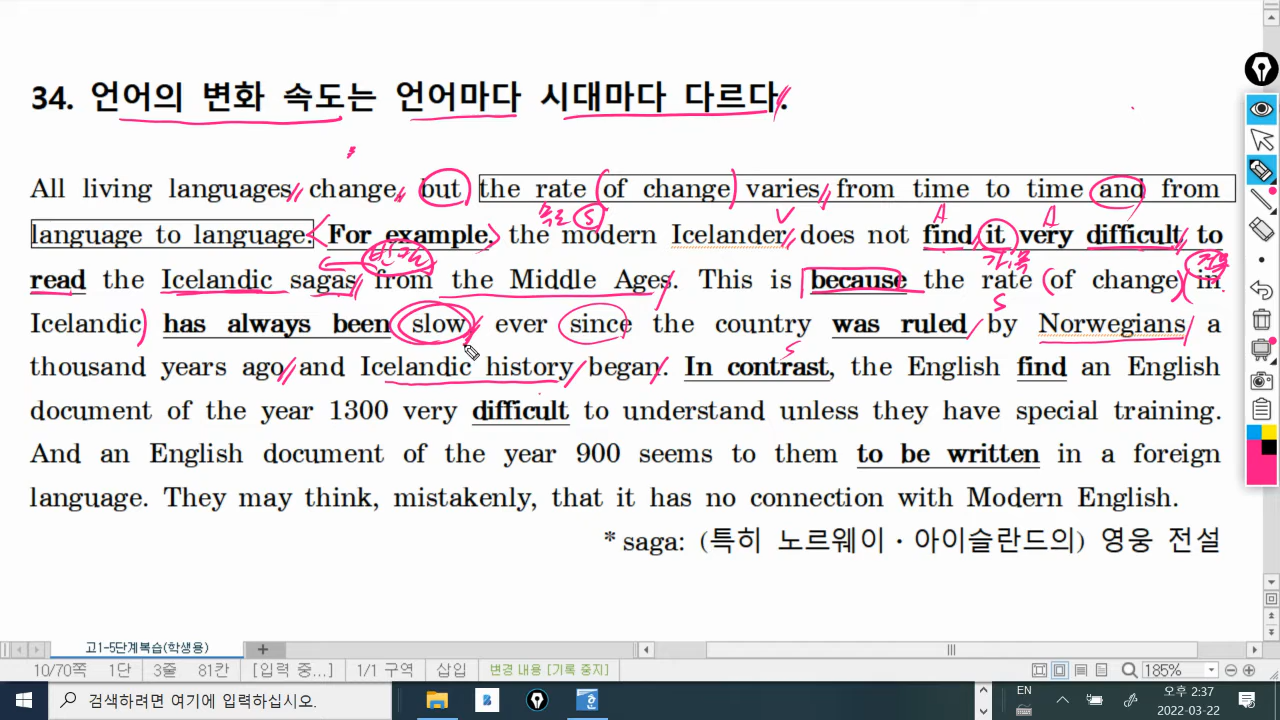 34. 언어의 변화 속도는 언어마다 시대마다 다르다.
All living languages change, but the rate of change varies from time to time and from
language to language. For example, the modern Icelander does not find it very difficult to
read the Icelandic sagas from the Middle Ages. This is because the rate of change in
Icelandic has always been slow ever since the country was ruled by Norwegians a
thousand years ago and Icelandic history began. In contrast, the English find an English
document of the year 1300 very difficult to understand unless they have special training.
And an English document of the year 900 seems to them to be written in a foreign
language. They may think, mistakenly, that it has no connection with Modern English.
* saga: (특히 노르웨이·아이슬란드의) 영웅 전설
고1-5단계복습(학생용)
10/70쪽 1단 3줄 81칸 [입력 중...] 1/1 구역 삽입 변경 내용 [기록 중지] 185%
검색하려면 여기에 입력하십시오.
EN
오후 2:37
2022-03-22